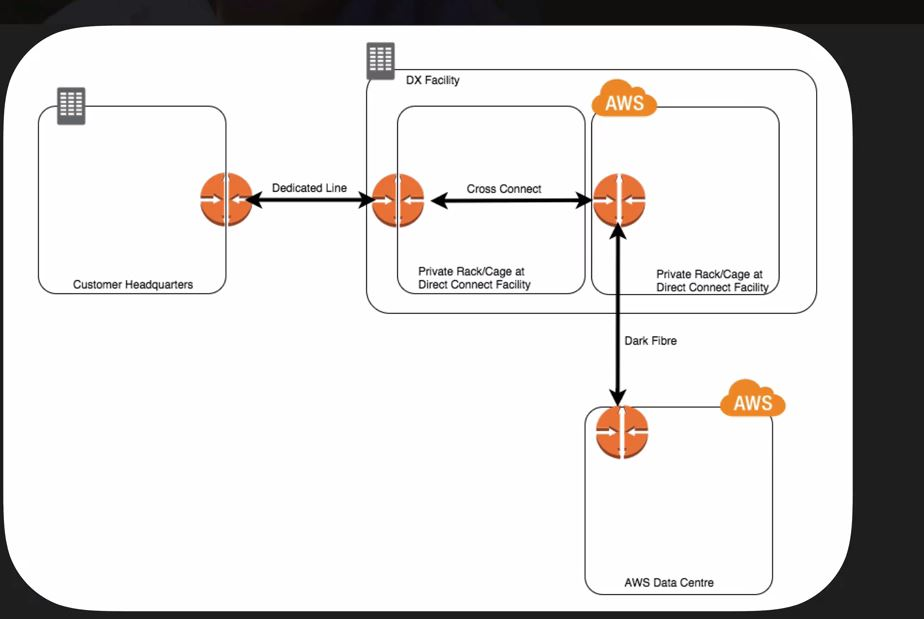 DX Facility
AWS
Dedicated Line
Cross Connect
Customer Headquarters
Private Rack/Cage at
Direct Connect Facility
Private Rack/Cage at
Direct Connect Facility
Dark Fibre
AWS
AWS Data Centre